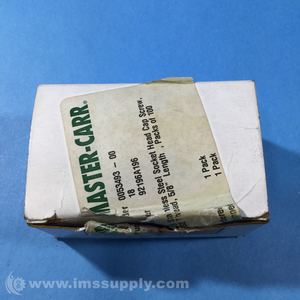 MASTER-CARR®
0053493 - 00
18
92196A196
Steel Socket Head Cap Screw,
5/8" Length, Packs of 100
1 Pack
1 Pack
© www.imssupply.com